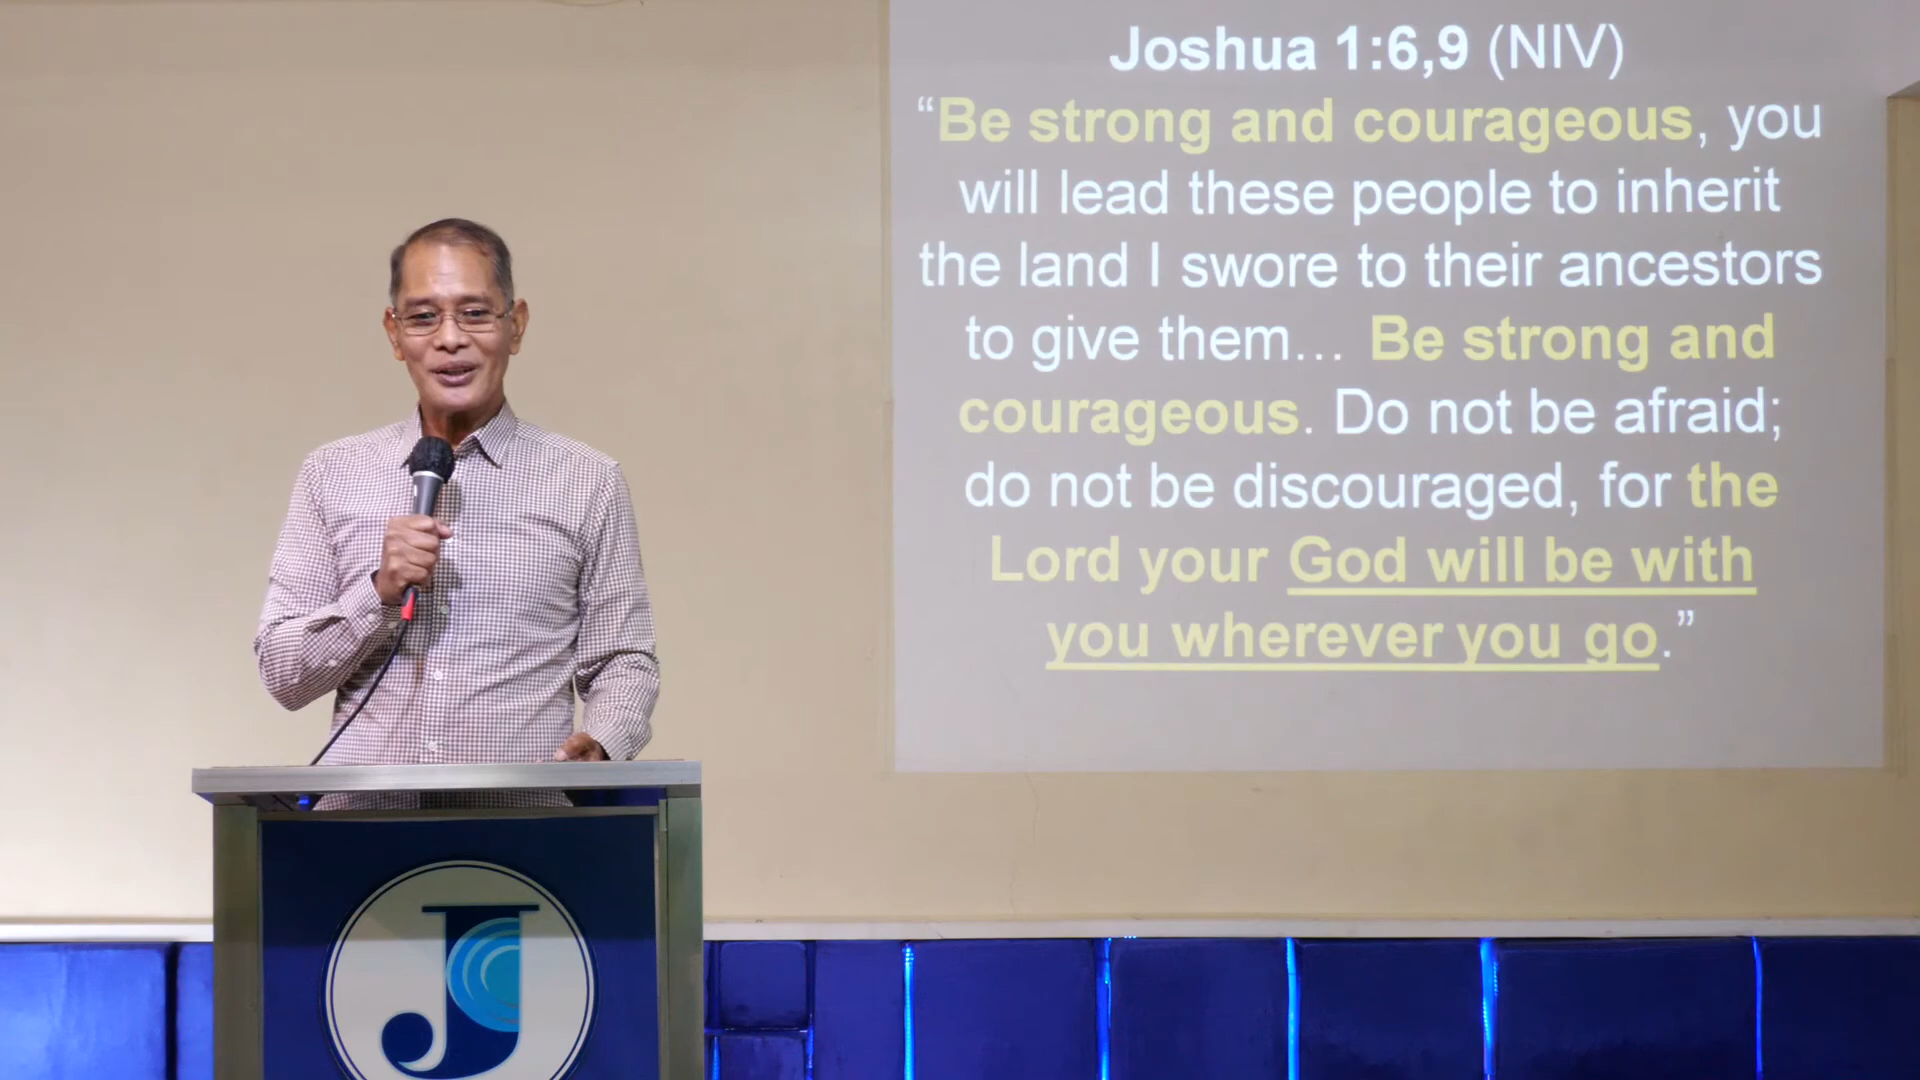 Joshua 1:6,9 (NIV)
“Be strong and courageous, you
will lead these people to inherit
the land I swore to their ancestors
to give them… Be strong and
courageous. Do not be afraid;
do not be discouraged, for the
Lord your God will be with
you wherever you go.”
J